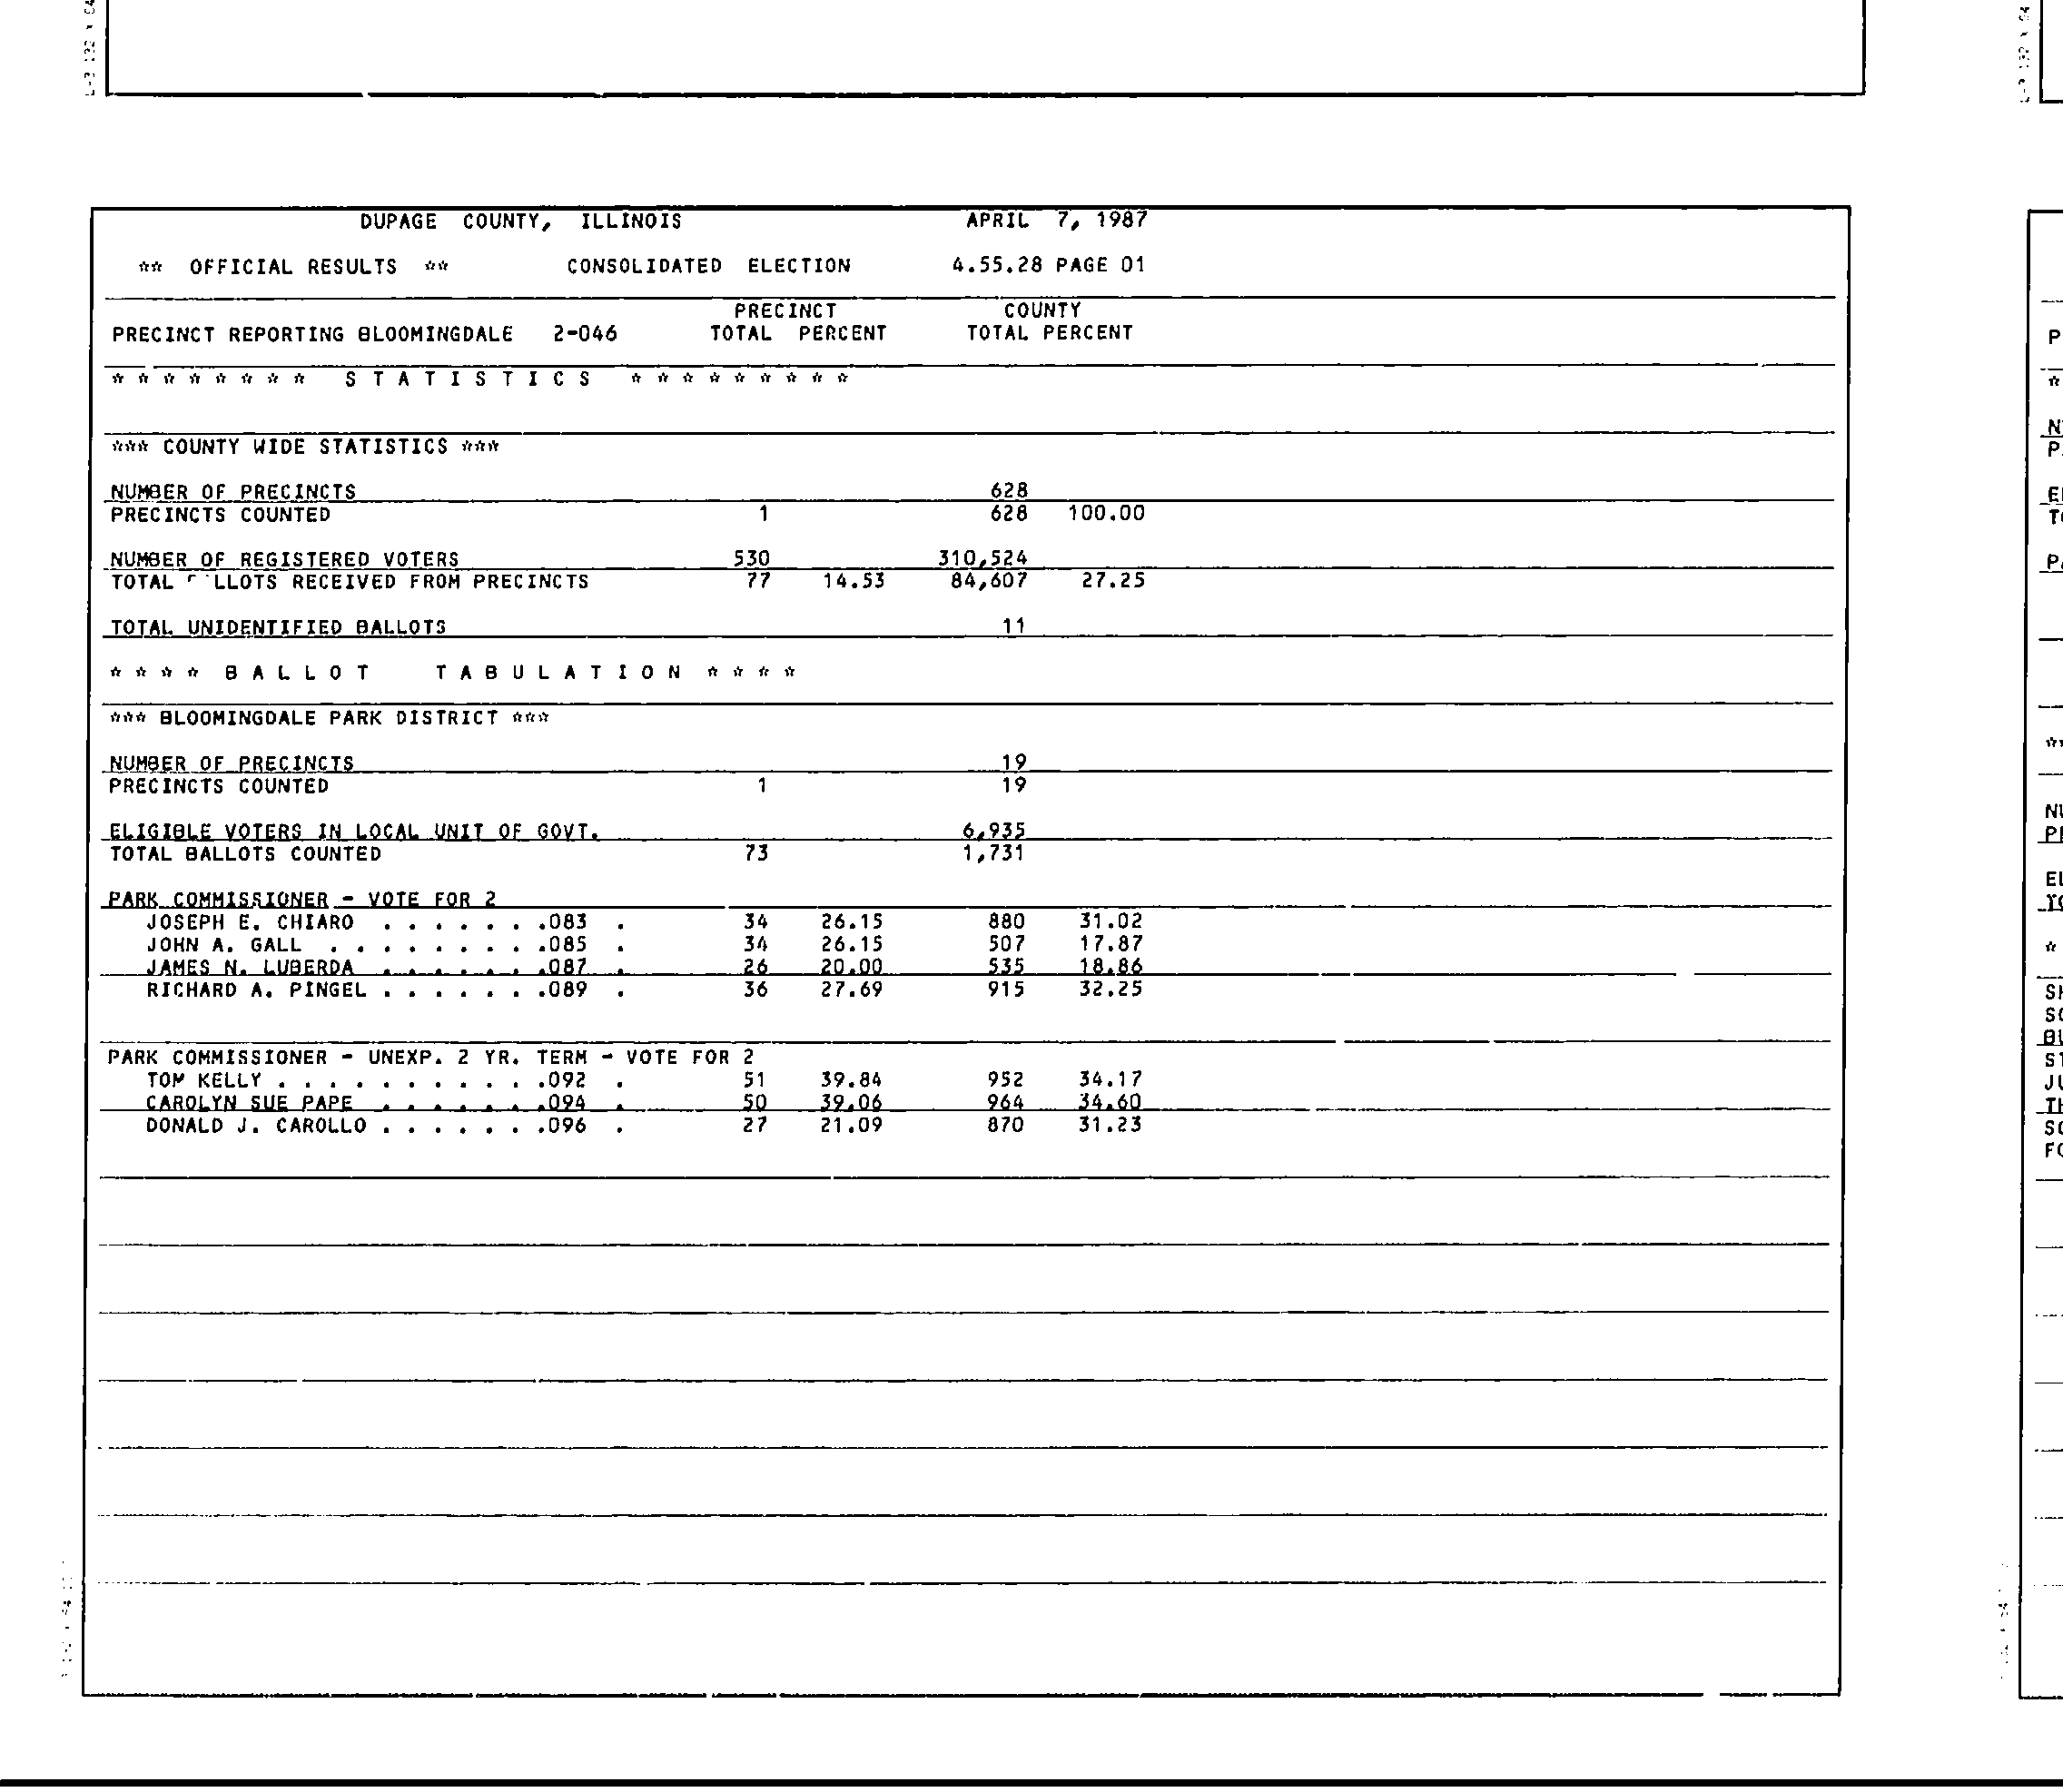 DUPAGE COUNTY, ILLINOIS APRIL 7, 1987
** OFFICIAL RESULTS ** CONSOLIDATED ELECTION 4.55.28 PAGE 01
PRECINCT COUNTY
PRECINCT REPORTING BLOOMINGDALE 2-046 TOTAL PERCENT TOTAL PERCENT
* * * * * * * * S T A T I S T I C S * * * * * * * * *
*** COUNTY WIDE STATISTICS ***
NUMBER OF PRECINCTS 628
PRECINCTS COUNTED 1 628 100.00
NUMBER OF REGISTERED VOTERS 530 310,524
TOTAL LLOTS RECEIVED FROM PRECINCTS 77 14.53 84,607 27.25
TOTAL UNIDENTIFIED BALLOTS 11
* * * * B A L L O T T A B U L A T I O N * * * *
*** BLOOMINGDALE PARK DISTRICT ***
NUMBER OF PRECINCTS 19
PRECINCTS COUNTED 1 19
ELIGIBLE VOTERS IN LOCAL UNIT OF GOVT. 6,935
TOTAL BALLOTS COUNTED 73 1,731
PARK COMMISSIONER - VOTE FOR 2
JOSEPH E. CHIARO . . . . . . .083 . 34 26.15 880 31.02
JOHN A. GALL . . . . . . . . .085 . 34 26.15 507 17.87
JAMES N. LUBERDA . . . . . . .087 . 26 20.00 535 18.86
RICHARD A. PINGEL . . . . . . .089 . 36 27.69 915 32.25
PARK COMMISSIONER - UNEXP. 2 YR. TERM - VOTE FOR 2
TOM KELLY . . . . . . . . . . .092 . 51 39.84 952 34.17
CAROLYN SUE PAPE . . . . . . .094 . 50 39.06 964 34.60
DONALD J. CAROLLO . . . . . . .096 . 27 21.09 870 31.23